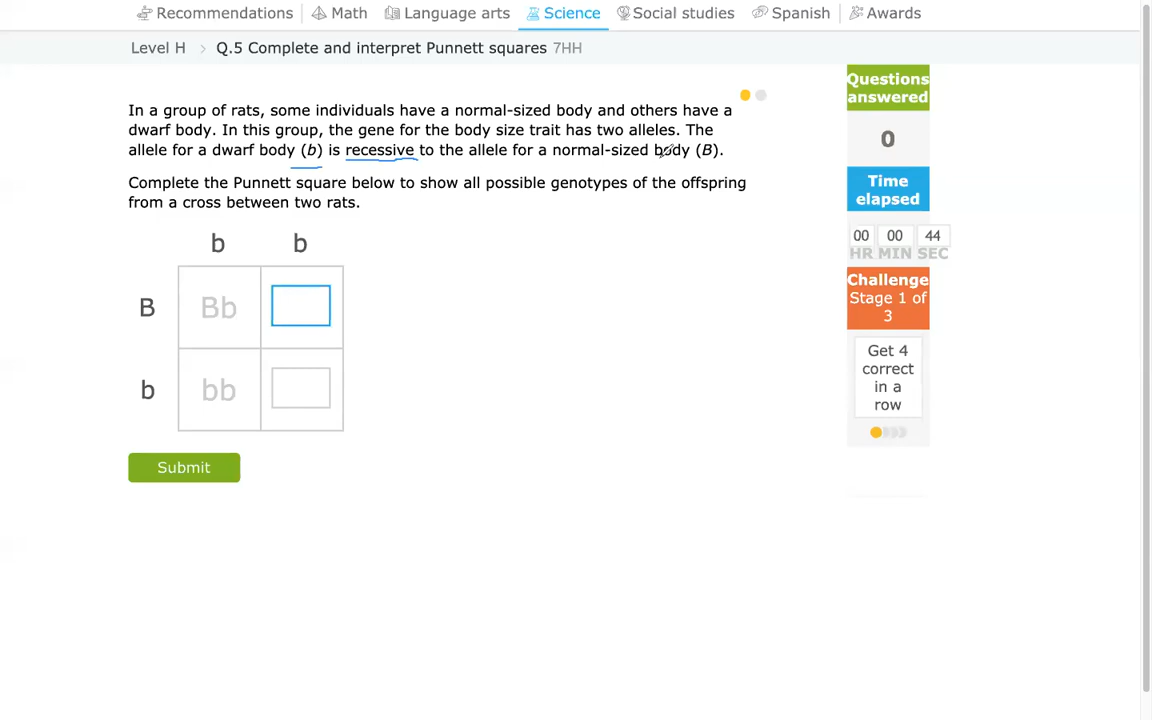 Recommendations Math Language arts Science Social studies Spanish Awards
Level H > Q.5 Complete and interpret Punnett squares 7HH
In a group of rats, some individuals have a normal-sized body and others have a
dwarf body. In this group, the gene for the body size trait has two alleles. The
allele for a dwarf body (b) is recessive to the allele for a normal-sized body (B).
Complete the Punnett square below to show all possible genotypes of the offspring
from a cross between two rats.
b b
B Bb
b bb
Submit
Questions
answered
0
Time
elapsed
00 00 44
HR MIN SEC
Challenge
Stage 1 of
3
Get 4
correct
in a
row